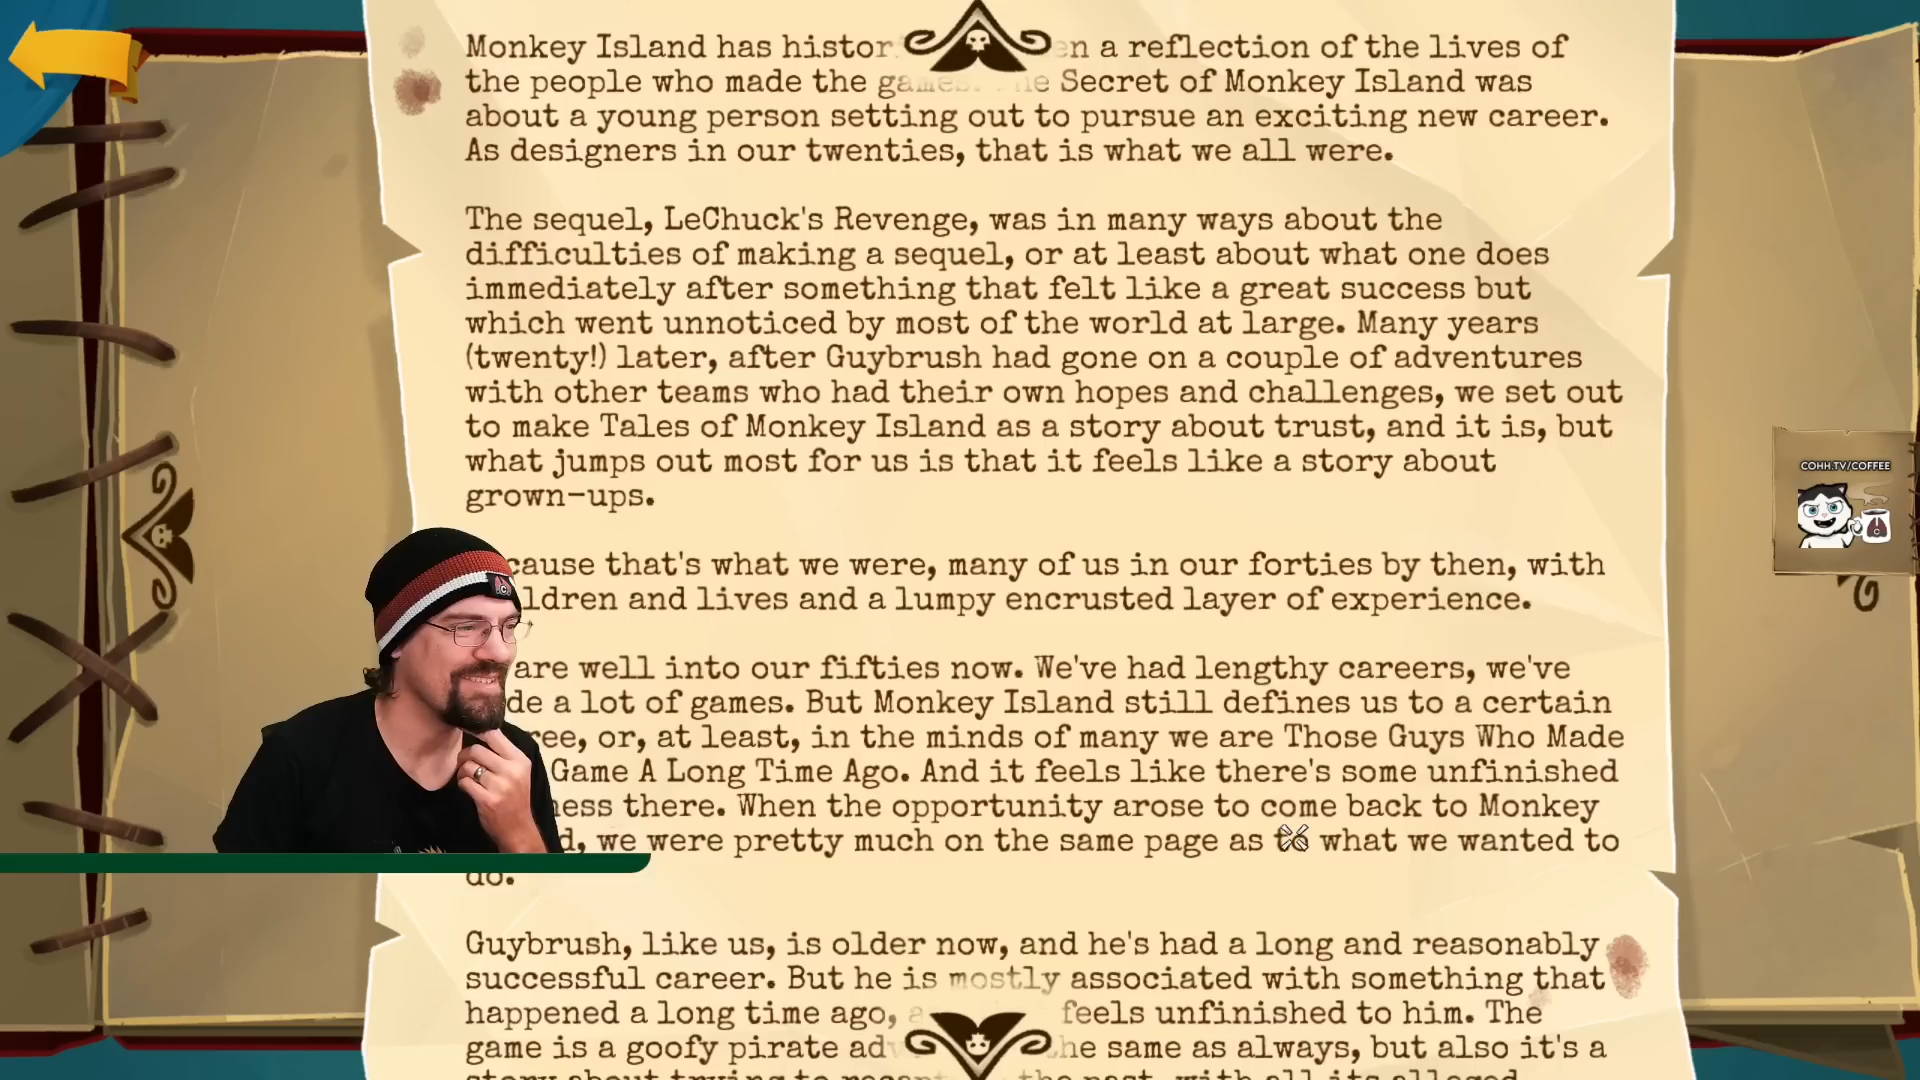 Monkey Island has histor en a reflection of the lives of
the people who made the games. The Secret of Monkey Island was
about a young person setting out to pursue an exciting new career.
As designers in our twenties, that is what we all were.
The sequel, LeChuck's Revenge, was in many ways about the
difficulties of making a sequel, or at least about what one does
immediately after something that felt like a great success but
which went unnoticed by most of the world at large. Many years
(twenty!) later, after Guybrush had gone on a couple of adventures
with other teams who had their own hopes and challenges, we set out
to make Tales of Monkey Island as a story about trust, and it is, but
what jumps out most for us is that it feels like a story about
grown-ups.
COHH.TV/COFFEE
cause that's what we were, many of us in our forties by then, with
ldren and lives and a lumpy encrusted layer of experience.
are well into our fifties now. We've had lengthy careers, we've
de a lot of games. But Monkey Island still defines us to a certain
ree, or, at least, in the minds of many we are Those Guys Who Made
Game A Long Time Ago. And it feels like there's some unfinished
ness there. When the opportunity arose to come back to Monkey
d, we were pretty much on the same page as to what we wanted to
do.
Guybrush, like us, is older now, and he's had a long and reasonably
successful career. But he is mostly associated with something that
happened a long time ago, feels unfinished to him. The
game is a goofy pirate adv he same as always, but also it's a
story about trying to the past, with all its alleged